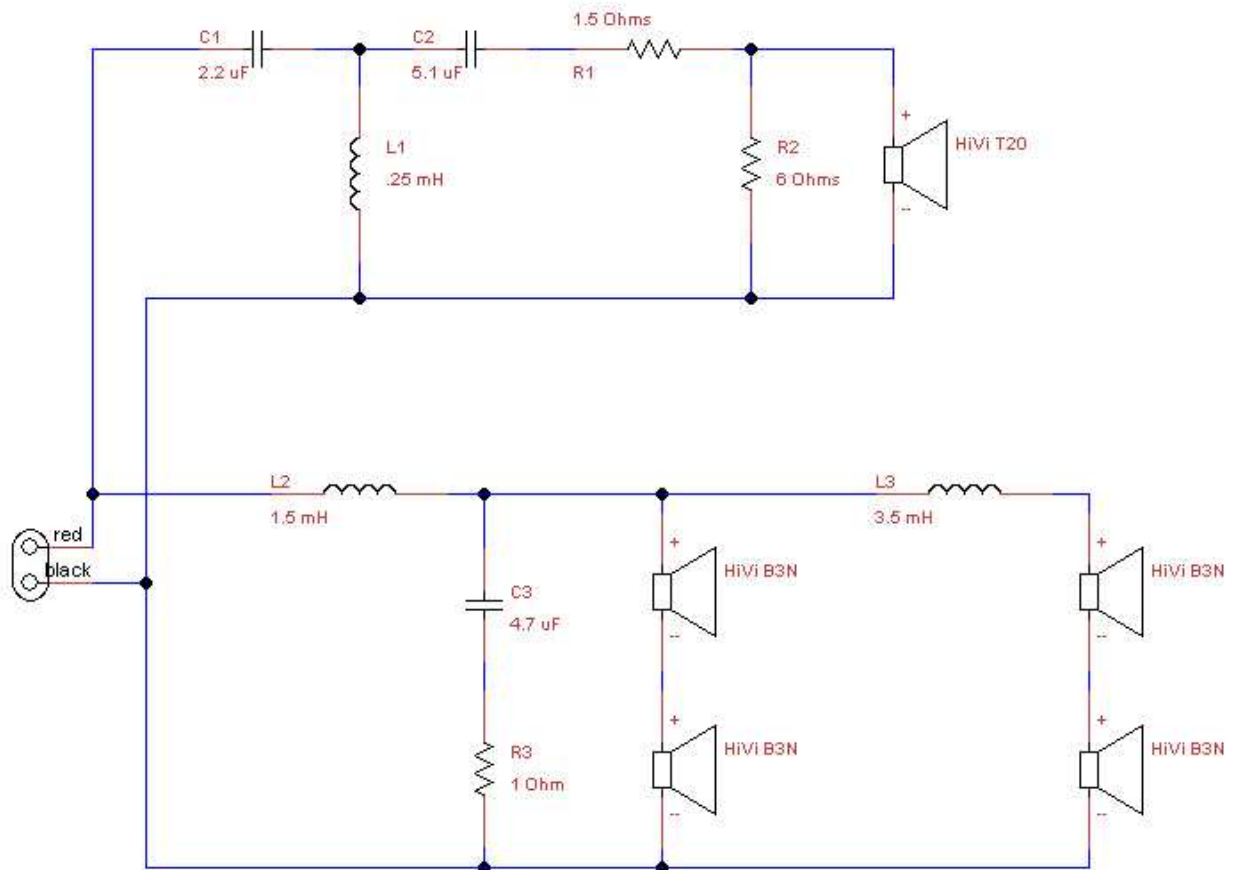 1.5 Ohms
C1
C2
2.2 uF
5.1 uF
R1
+
L1
R2
HiVi T20
.25 mH
6 Ohms
--
L2
L3
1.5 mH
3.5 mH
red
black
+
+
HiVi B3N
HiVi B3N
C3
4.7 uF
--
--
+
+
R3
HiVi B3N
HiVi B3N
1 Ohm
--
--